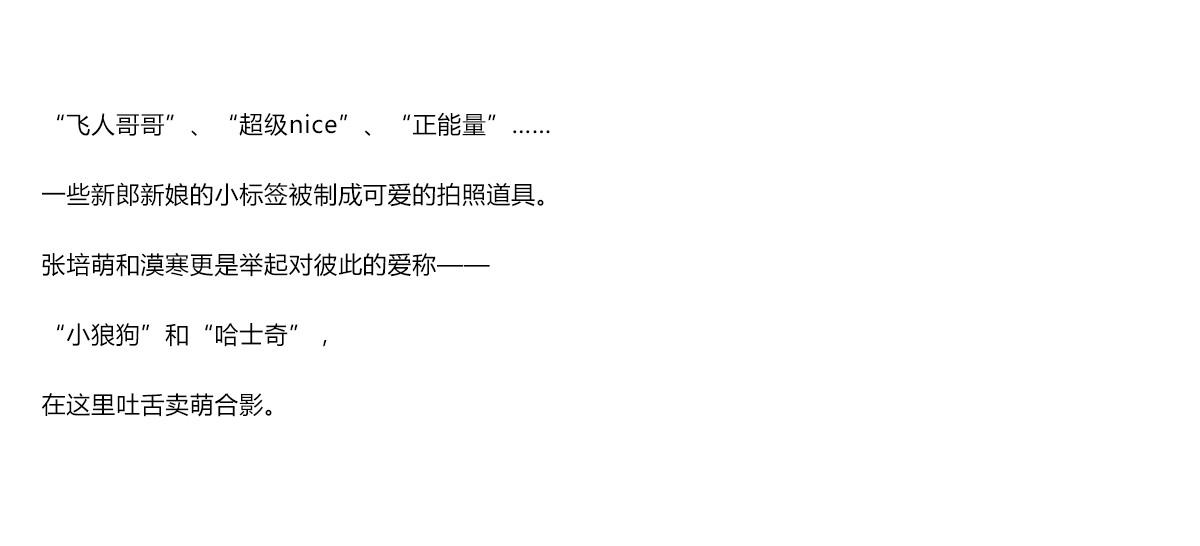 “飞人哥哥”、“超级nice”、“正能量”……
一些新郎新娘的小标签被制成可爱的拍照道具。
张培萌和漠寒更是举起对彼此的爱称——
“小狼狗”和“哈士奇”，
在这里吐舌卖萌合影。